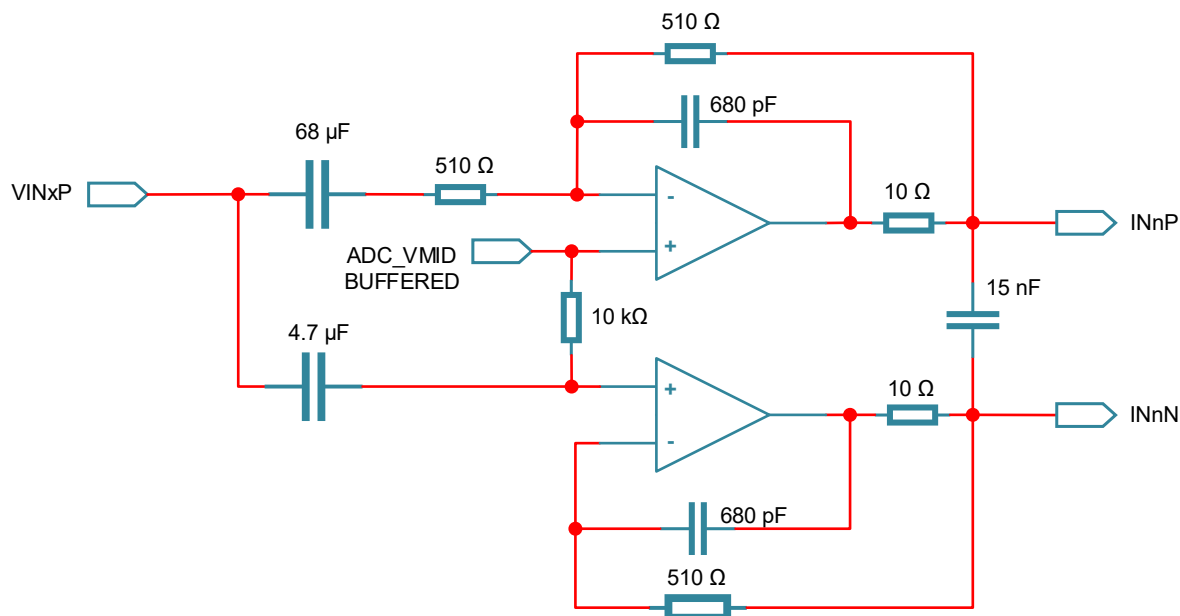 510 Ω
680 pF
68 µF
510 Ω
10 Ω
VINxP
-
+
INnP
ADC_VMID
BUFFERED
15 nF
10 kΩ
4.7 µF
10 Ω
+
-
INnN
680 pF
510 Ω